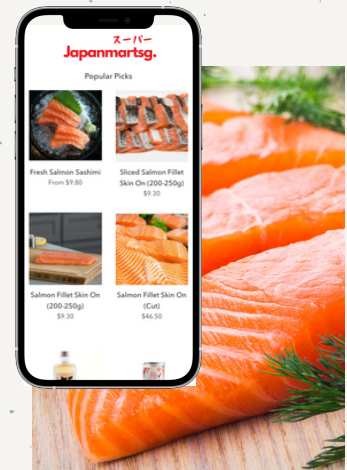 スーパー
Japanmartsg.
Popular Picks
Fresh Salmon Sashimi
From $9.80
Sliced Salmon Fillet
Skin On (200-250g)
$9.30
Salmon Fillet Skin On
(200-250g)
$9.30
Salmon Fillet Skin On
(Cut)
$46.50